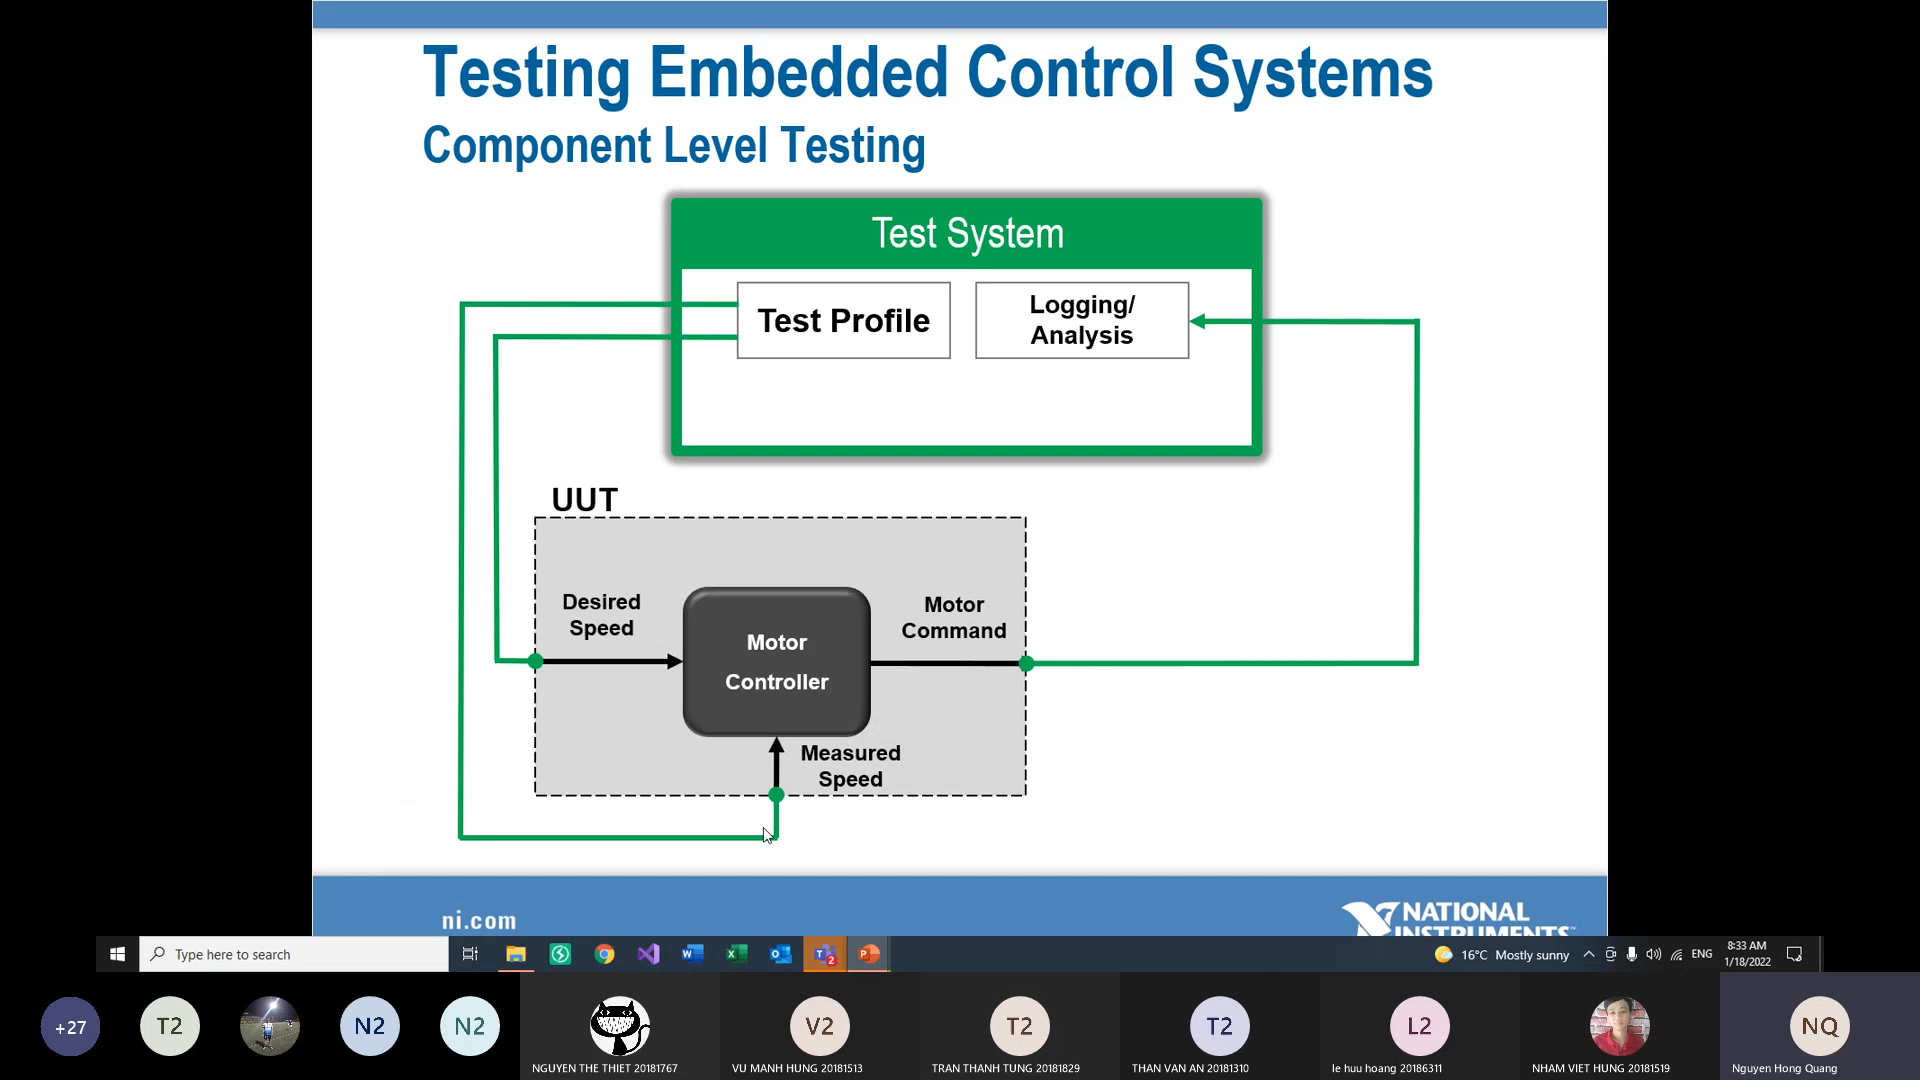 Testing Embedded Control Systems
Component Level Testing
Test System
Test Profile
Logging/
Analysis
UUT
Desired
Speed
Motor
Controller
Motor
Command
Measured
Speed
ni.com
NATIONAL
INSTRUMENTS™
Type here to search
2
16°C Mostly sunny
ENG
8:33 AM
1/18/2022
+27
T2
N2
N2
NGUYEN THE THIET 20181767
V2
VU MANH HUNG 20181513
T2
TRAN THANH TUNG 20181829
T2
THAN VAN AN 20181310
L2
le huu hoang 20186311
NHAM VIET HUNG 20181519
NQ
Nguyen Hong Quang